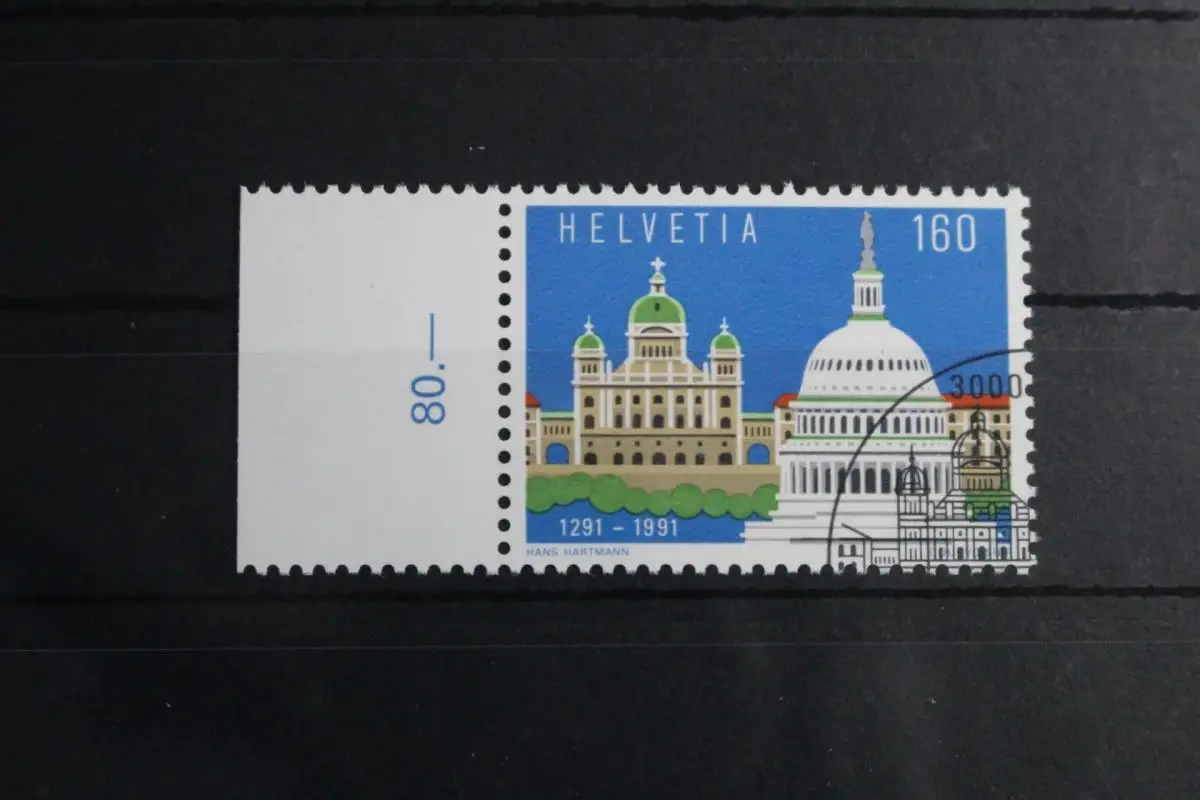 HELVETIA
160
80.—
3000
1291 – 1991
HANS HARTMANN